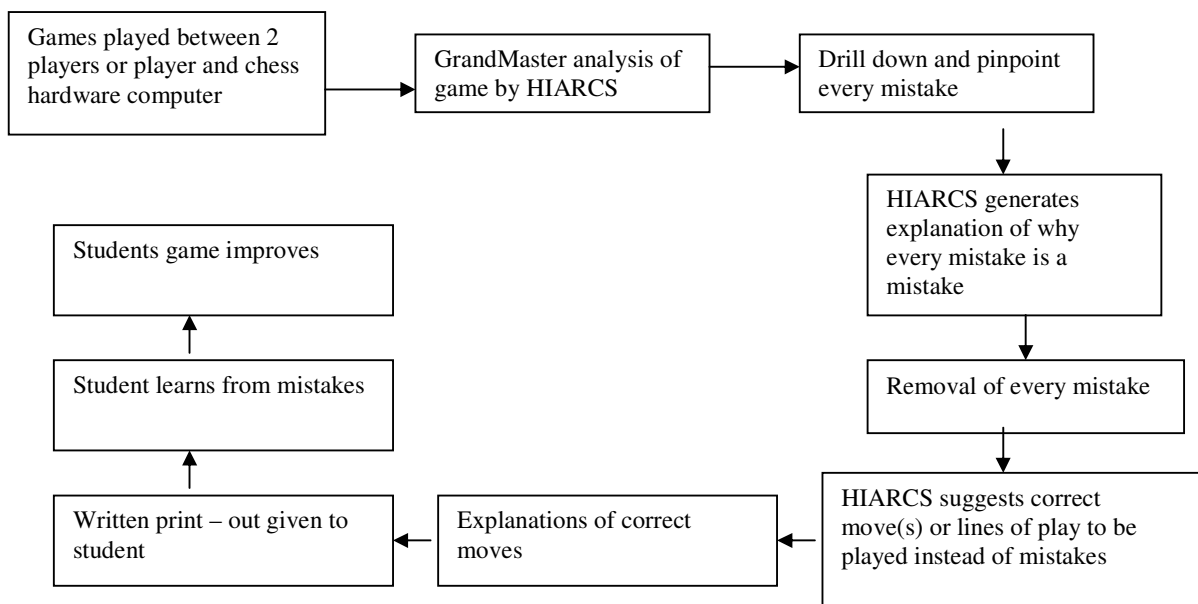 Games played between 2
players or player and chess
hardware computer
GrandMaster analysis of
game by HIARCS
Drill down and pinpoint
every mistake
HIARCS generates
explanation of why
every mistake is a
mistake
Removal of every mistake
HIARCS suggests correct
move(s) or lines of play to be
played instead of mistakes
Explanations of correct
moves
Written print – out given to
student
Student learns from mistakes
Students game improves